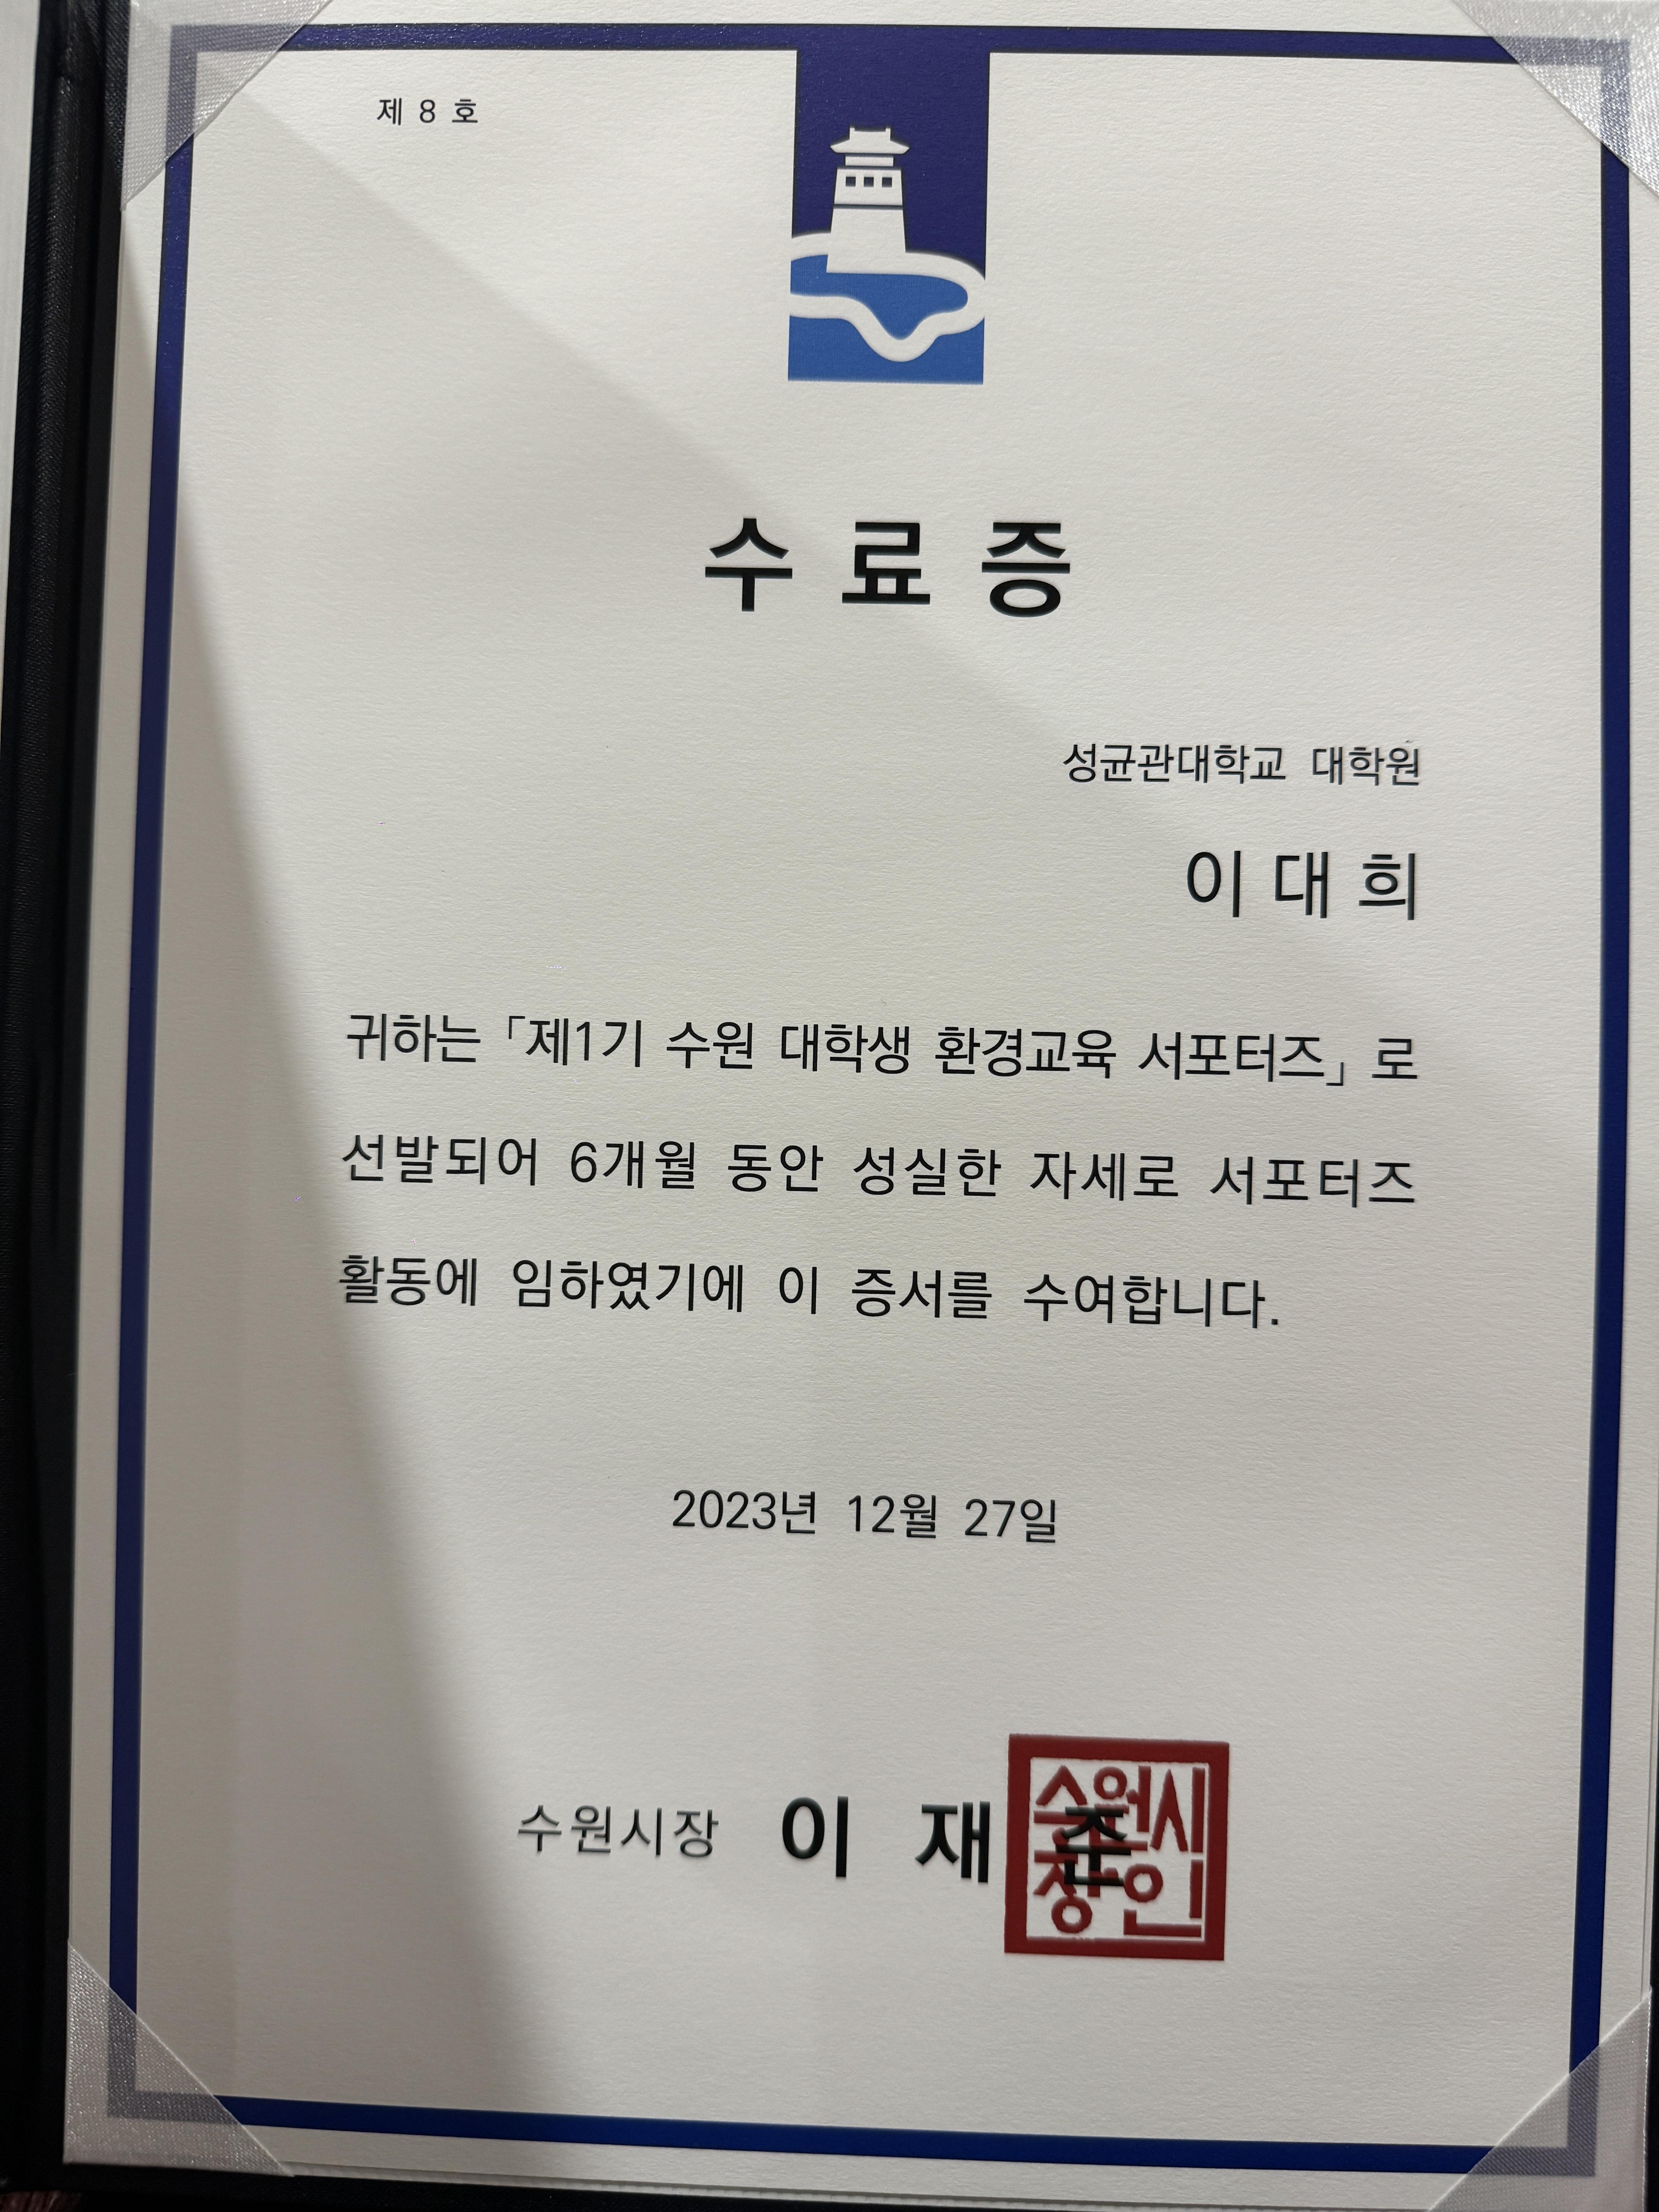 제 8 호
수 료 증
성균관대학교 대학원
이 대 희
귀하는 「제1기 수원 대학생 환경교육 서포터즈」 로
선발되어 6개월 동안 성실한 자세로 서포터즈
활동에 임하였기에 이 증서를 수여합니다.
2023년 12월 27일
수원시장 이 재 준
수원시
장인